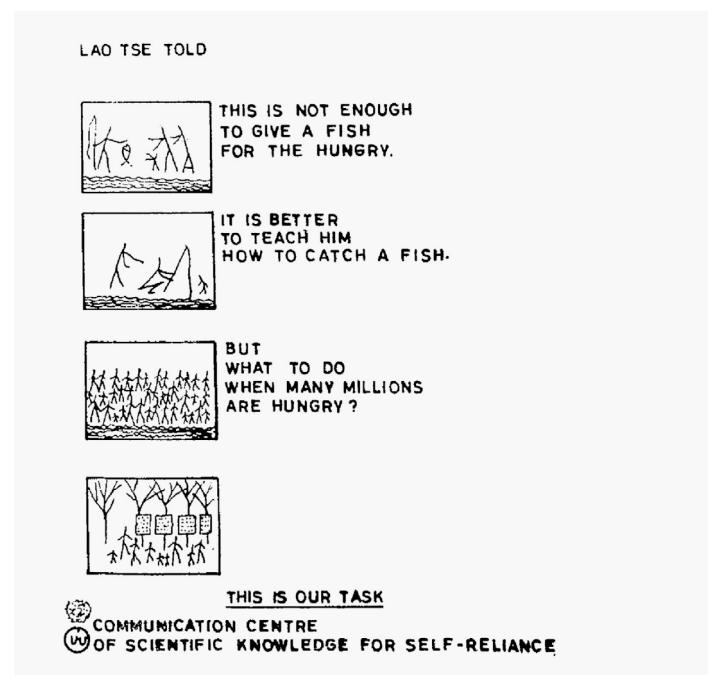 LAO TSE TOLD
THIS IS NOT ENOUGH
TO GIVE A FISH
FOR THE HUNGRY.
IT IS BETTER
TO TEACH HIM
HOW TO CATCH A FISH.
BUT
WHAT TO DO
WHEN MANY MILLIONS
ARE HUNGRY?
THIS IS OUR TASK
COMMUNICATION CENTRE
OF SCIENTIFIC KNOWLEDGE FOR SELF-RELIANCE